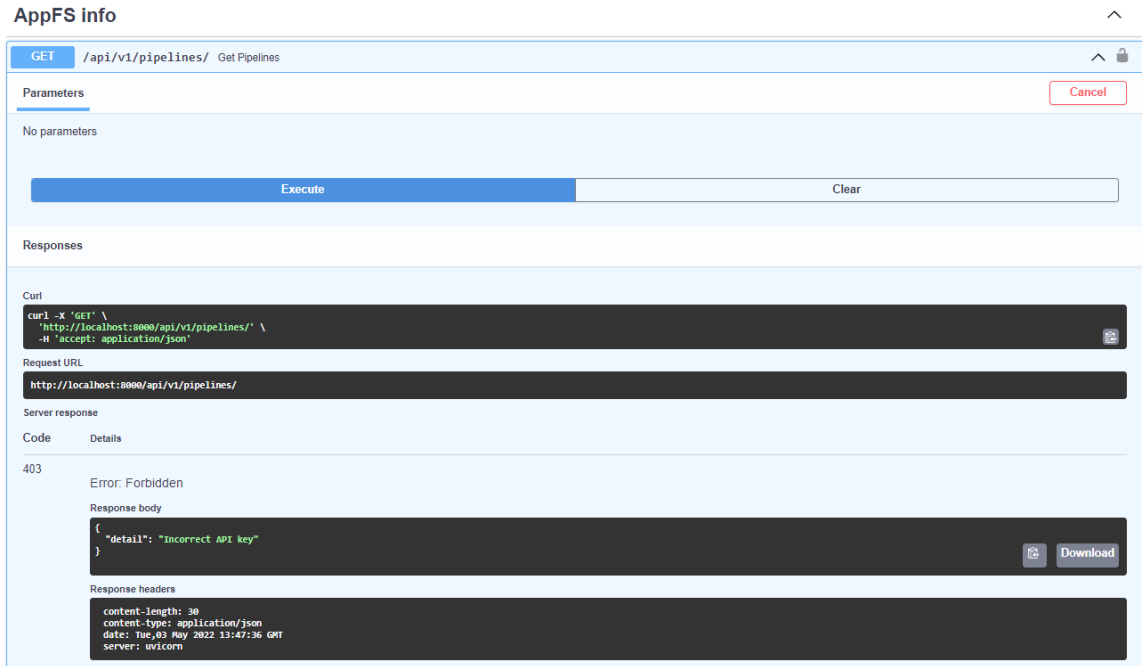 AppFS info
GET /api/v1/pipelines/ Get Pipelines
Parameters
Cancel
No parameters
Execute
Clear
Responses
Curl
curl -X 'GET' \
'http://localhost:8000/api/v1/pipelines/' \
-H 'accept: application/json'
Request URL
http://localhost:8000/api/v1/pipelines/
Server response
Code Details
403
Error: Forbidden
Response body
{
"detail": "Incorrect API key"
}
Download
Response headers
content-length: 30
content-type: application/json
date: Tue,03 May 2022 13:47:36 GMT
server: uvicorn